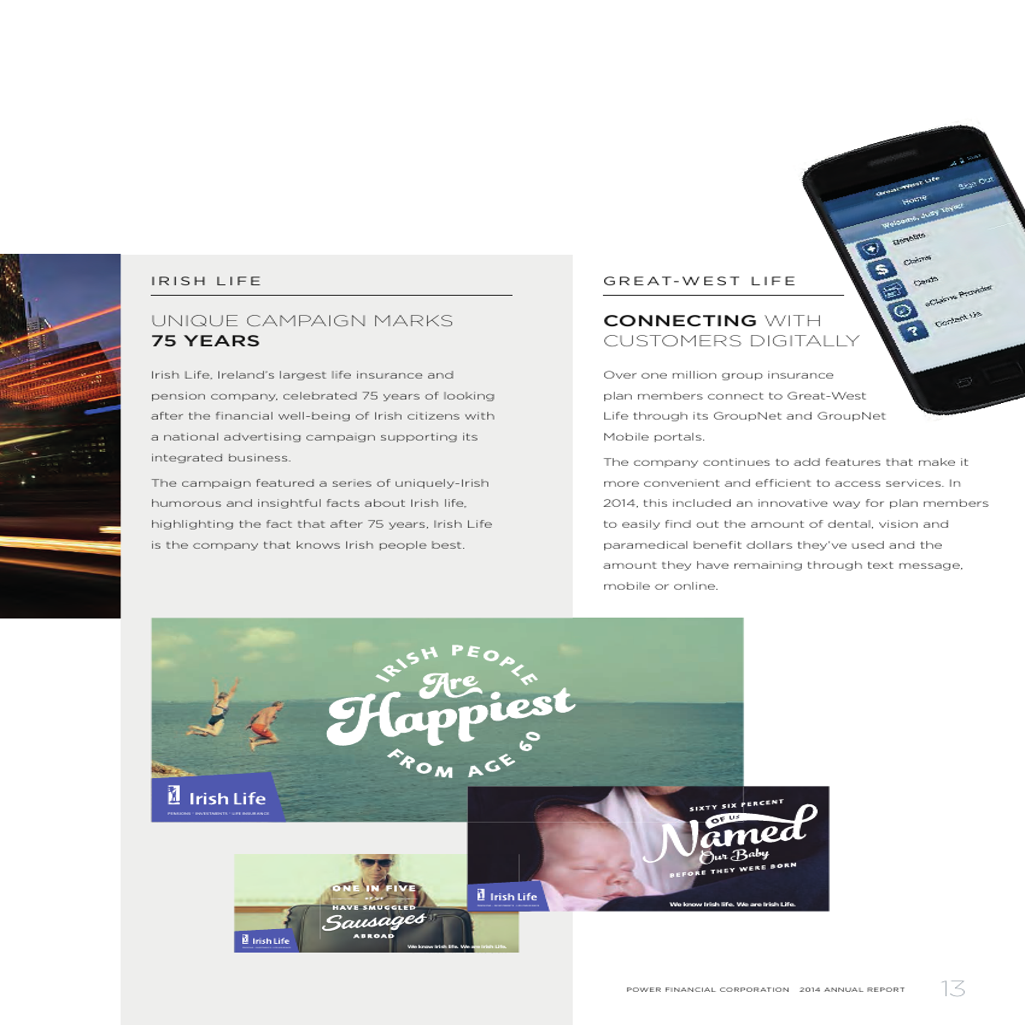 IRISH LIFE
UNIQUE CAMPAIGN MARKS
75 YEARS
Irish Life, Ireland's largest life insurance and
pension company, celebrated 75 years of looking
after the financial well-being of Irish citizens with
a national advertising campaign supporting its
integrated business.
The campaign featured a series of uniquely-Irish
humorous and insightful facts about Irish life,
highlighting the fact that after 75 years, Irish Life
is the company that knows Irish people best.
GREAT-WEST LIFE
CONNECTING WITH
CUSTOMERS DIGITALLY
Over one million group insurance
plan members connect to Great-West
Life through its GroupNet and GroupNet
Mobile portals.
The company continues to add features that make it
more convenient and efficient to access services. In
2014, this included an innovative way for plan members
to easily find out the amount of dental, vision and
paramedical benefit dollars they've used and the
amount they have remaining through text message,
mobile or online.
Great-West Life
Home Sign Out
Welcome, Judy Tayler
Benefits
Claims
Cards
eClaims Provider
Contact Us
IRISH PEOPLE
Are
Happiest
FROM AGE 60
Irish Life
PENSIONS · INVESTMENTS · LIFE INSURANCE
SIXTY SIX PERCENT
OF US
Named
Our Baby
BEFORE THEY WERE BORN
Irish Life
We know Irish life. We are Irish Life.
ONE IN FIVE
OF US
HAVE SMUGGLED
Sausages
ABROAD
Irish Life
We know Irish life. We are Irish Life.
POWER FINANCIAL CORPORATION 2014 ANNUAL REPORT 13